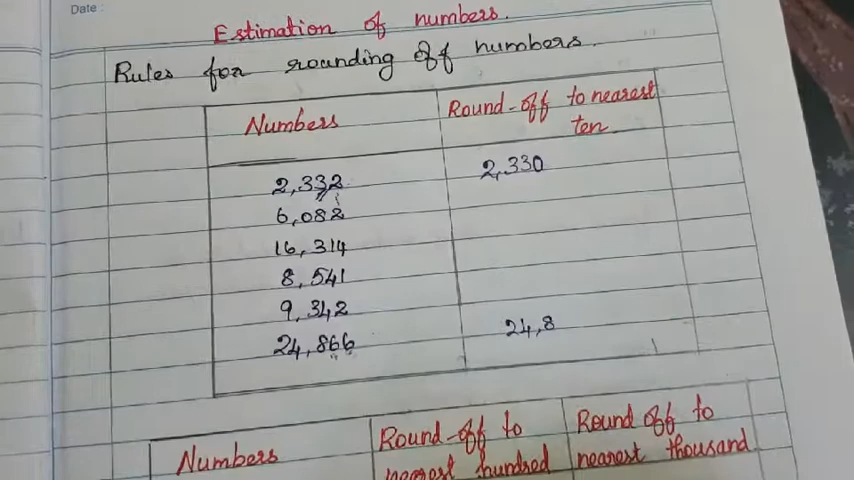 Date :
Estimation of numbers.
Rules for rounding off numbers.
Numbers Round-off to nearest ten
2,332 2,330
6,082
16,314
8,541
9,342
24,866 24,8
Numbers Round-off to nearest hundred Round off to nearest thousand